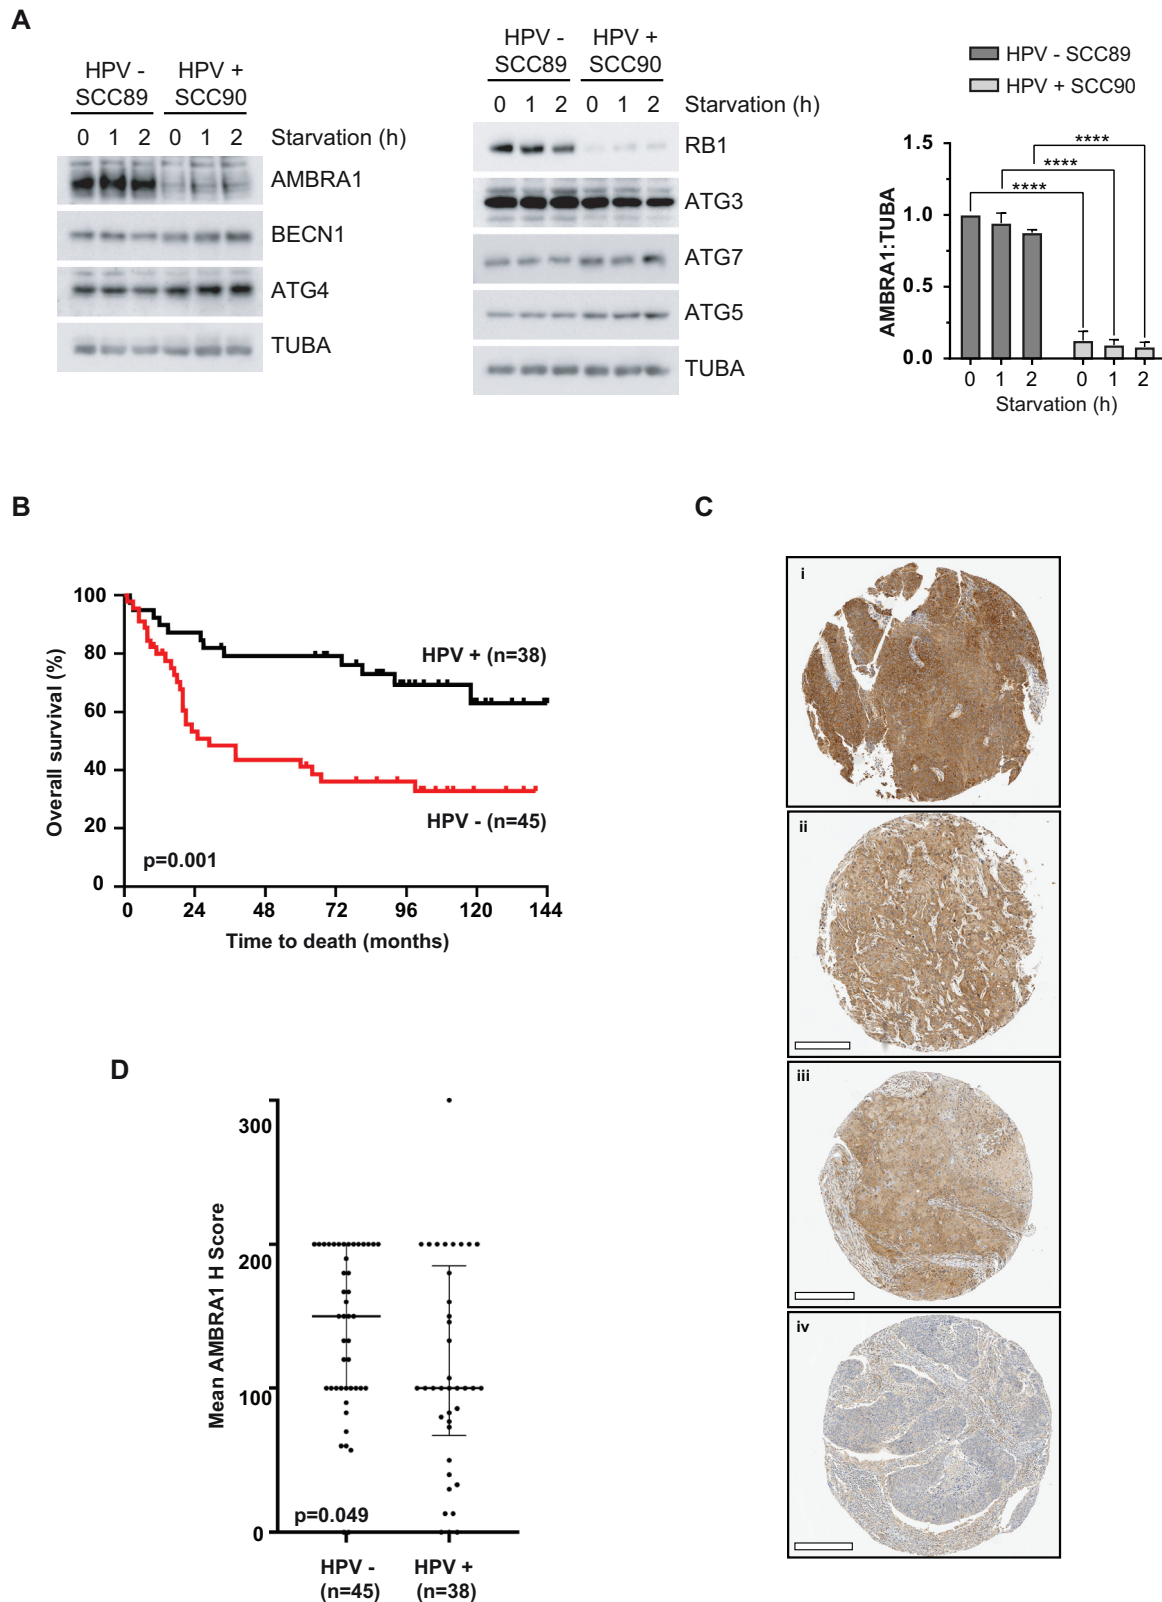 A
HPV - HPV +
SCC89 SCC90
0 1 2 0 1 2 Starvation (h)
AMBRA1
BECN1
ATG4
TUBA
HPV - HPV +
SCC89 SCC90
0 1 2 0 1 2 Starvation (h)
RB1
ATG3
ATG7
ATG5
TUBA
HPV - SCC89
HPV + SCC90
AMBRA1:TUBA
1.5
1.0
0.5
0.0
****
****
****
0 1 2 0 1 2
Starvation (h)
B
Overall survival (%)
100
80
60
40
20
0
HPV + (n=38)
HPV - (n=45)
p=0.001
0 24 48 72 96 120 144
Time to death (months)
C
i
ii
iii
iv
D
Mean AMBRA1 H Score
300
200
100
0
p=0.049
HPV - HPV +
(n=45) (n=38)